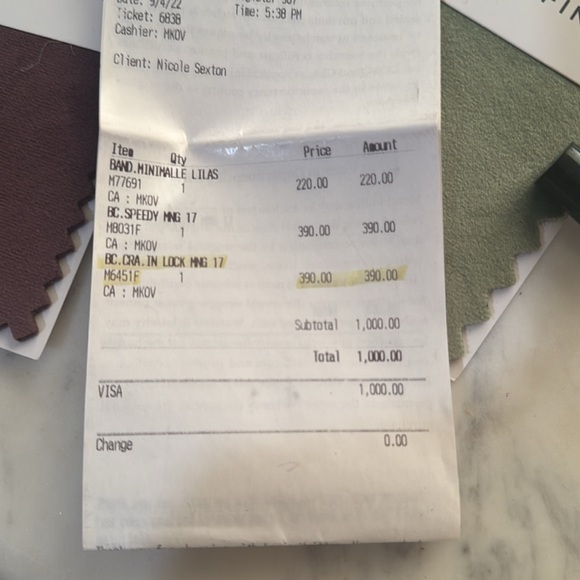 Date: 9/4/22
Time: 5:38 PM
Ticket: 6838
Cashier: MKOV
Client: Nicole Sexton
Item Qty Price Amount
BAND.MINIMALLE LILAS
M77691 1 220.00 220.00
CA : MKOV
BC.SPEEDY MNG 17
M8031F 1 390.00 390.00
CA : MKOV
BC.CRA.IN LOCK MNG 17
M6451F 1 390.00 390.00
CA : MKOV
Subtotal 1,000.00
Total 1,000.00
VISA 1,000.00
Change 0.00